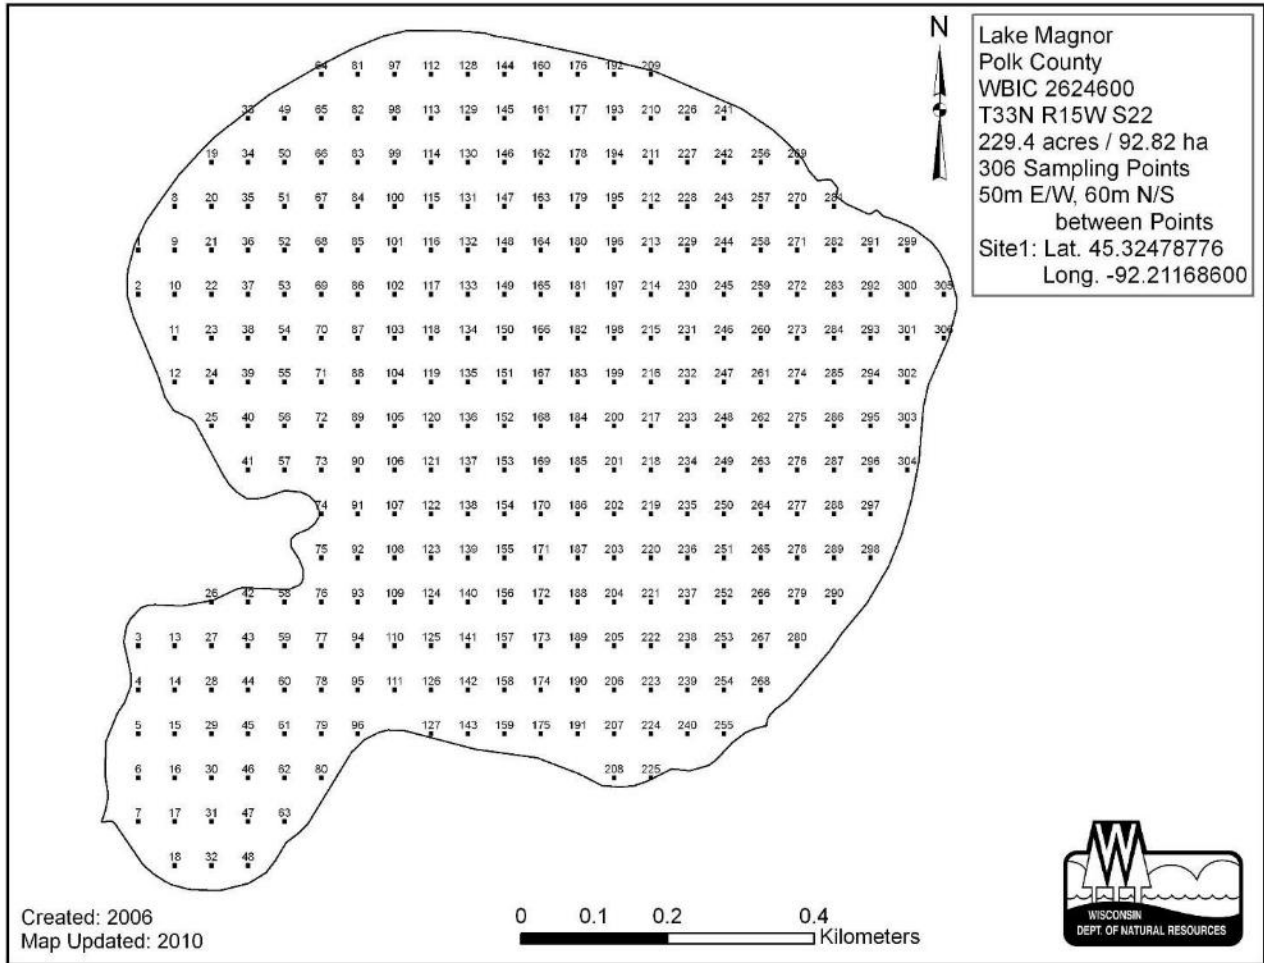 N
Lake Magnor
Polk County
WBIC 2624600
T33N R15W S22
229.4 acres / 92.82 ha
306 Sampling Points
50m E/W, 60m N/S
between Points
Site1: Lat. 45.32478776
Long. -92.21168600
64 81 97 112 128 144 160 176 192 209
33 49 65 82 98 113 129 145 161 177 193 210 226 241
19 34 50 66 83 99 114 130 146 162 178 194 211 227 242 256 269
8 20 35 51 67 84 100 115 131 147 163 179 195 212 228 243 257 270 281
1 9 21 36 52 68 85 101 116 132 148 164 180 196 213 229 244 258 271 282 291 299
2 10 22 37 53 69 86 102 117 133 149 165 181 197 214 230 245 259 272 283 292 300 305
11 23 38 54 70 87 103 118 134 150 166 182 198 215 231 246 260 273 284 293 301 306
12 24 39 55 71 88 104 119 135 151 167 183 199 216 232 247 261 274 285 294 302
25 40 56 72 89 105 120 136 152 168 184 200 217 233 248 262 275 286 295 303
41 57 73 90 106 121 137 153 169 185 201 218 234 249 263 276 287 296 304
74 91 107 122 138 154 170 186 202 219 235 250 264 277 288 297
75 92 108 123 139 155 171 187 203 220 236 251 265 278 289 298
26 42 58 76 93 109 124 140 156 172 188 204 221 237 252 266 279 290
3 13 27 43 59 77 94 110 125 141 157 173 189 205 222 238 253 267 280
4 14 28 44 60 78 95 111 126 142 158 174 190 206 223 239 254 268
5 15 29 45 61 79 96 127 143 159 175 191 207 224 240 255
6 16 30 46 62 80 208 225
7 17 31 47 63
18 32 48
Created: 2006
Map Updated: 2010
0 0.1 0.2 0.4
Kilometers
W
WISCONSIN
DEPT. OF NATURAL RESOURCES